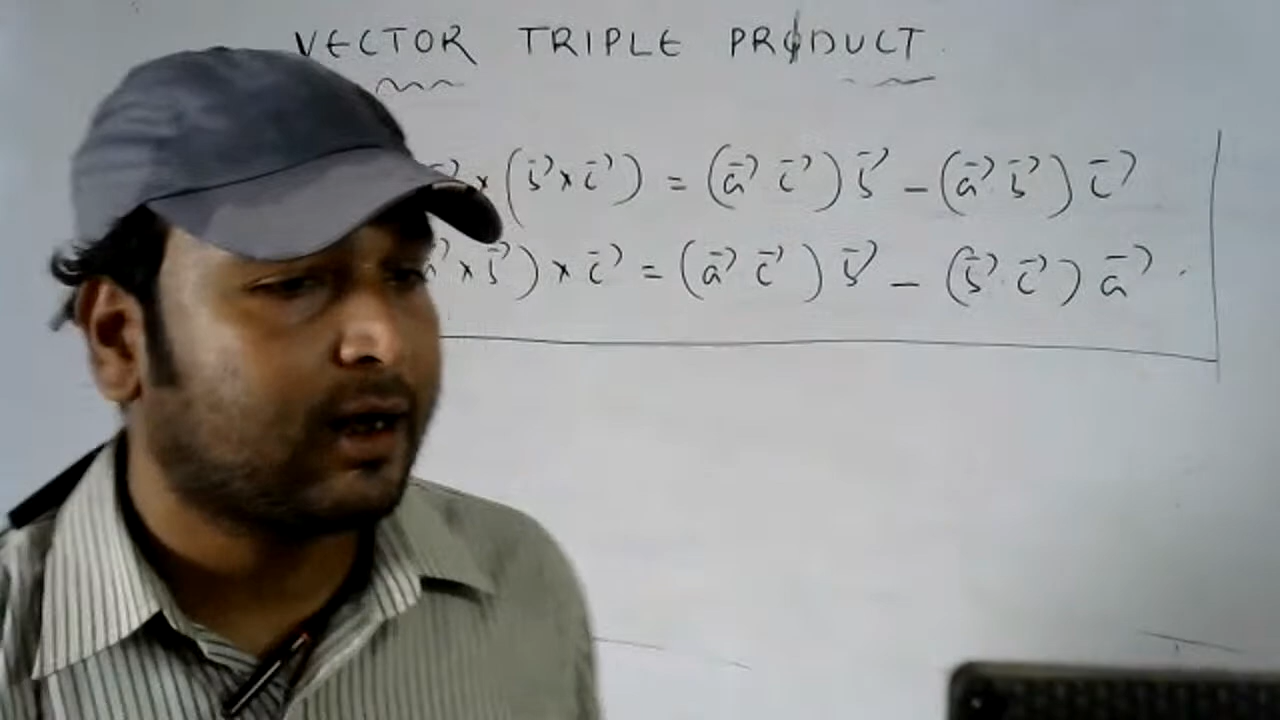 VECTOR TRIPLE PRODUCT
a⃗ × (b⃗ × c⃗) = (a⃗ c⃗) b⃗ − (a⃗ b⃗) c⃗
a⃗ × b⃗) × c⃗ = (a⃗ c⃗) b⃗ − (b⃗ c⃗) a⃗